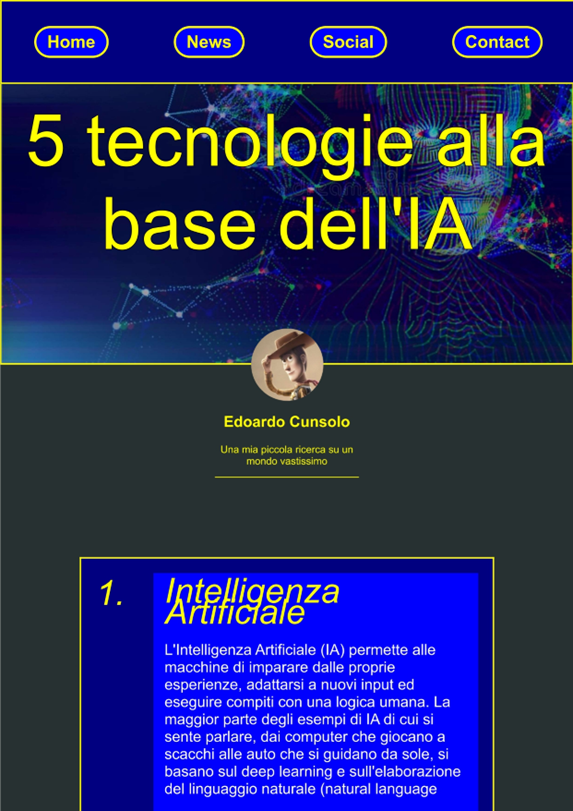 Home News Social Contact
5 tecnologie alla
base dell'IA
Edoardo Cunsolo
Una mia piccola ricerca su un
mondo vastissimo
1.
Intelligenza
Artificiale
L'Intelligenza Artificiale (IA) permette alle
macchine di imparare dalle proprie
esperienze, adattarsi a nuovi input ed
eseguire compiti con una logica umana. La
maggior parte degli esempi di IA di cui si
sente parlare, dai computer che giocano a
scacchi alle auto che si guidano da sole, si
basano sul deep learning e sull'elaborazione
del linguaggio naturale (natural language